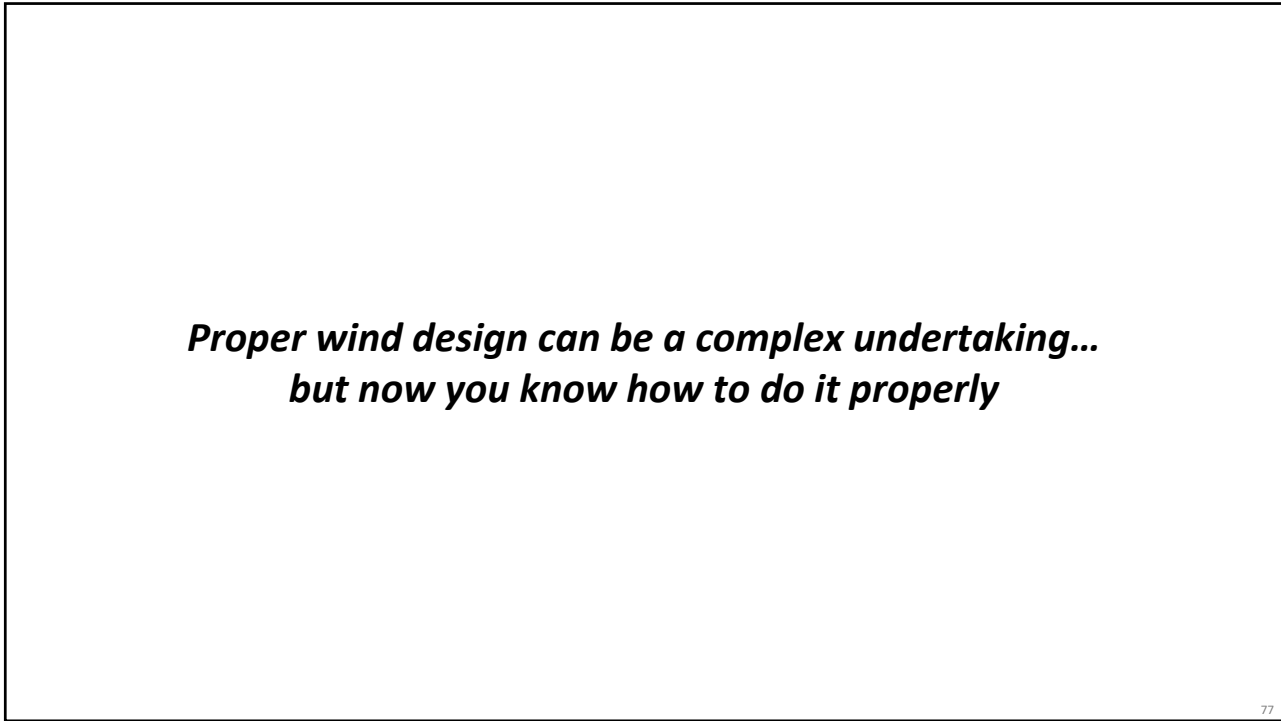 Proper wind design can be a complex undertaking…
but now you know how to do it properly
77